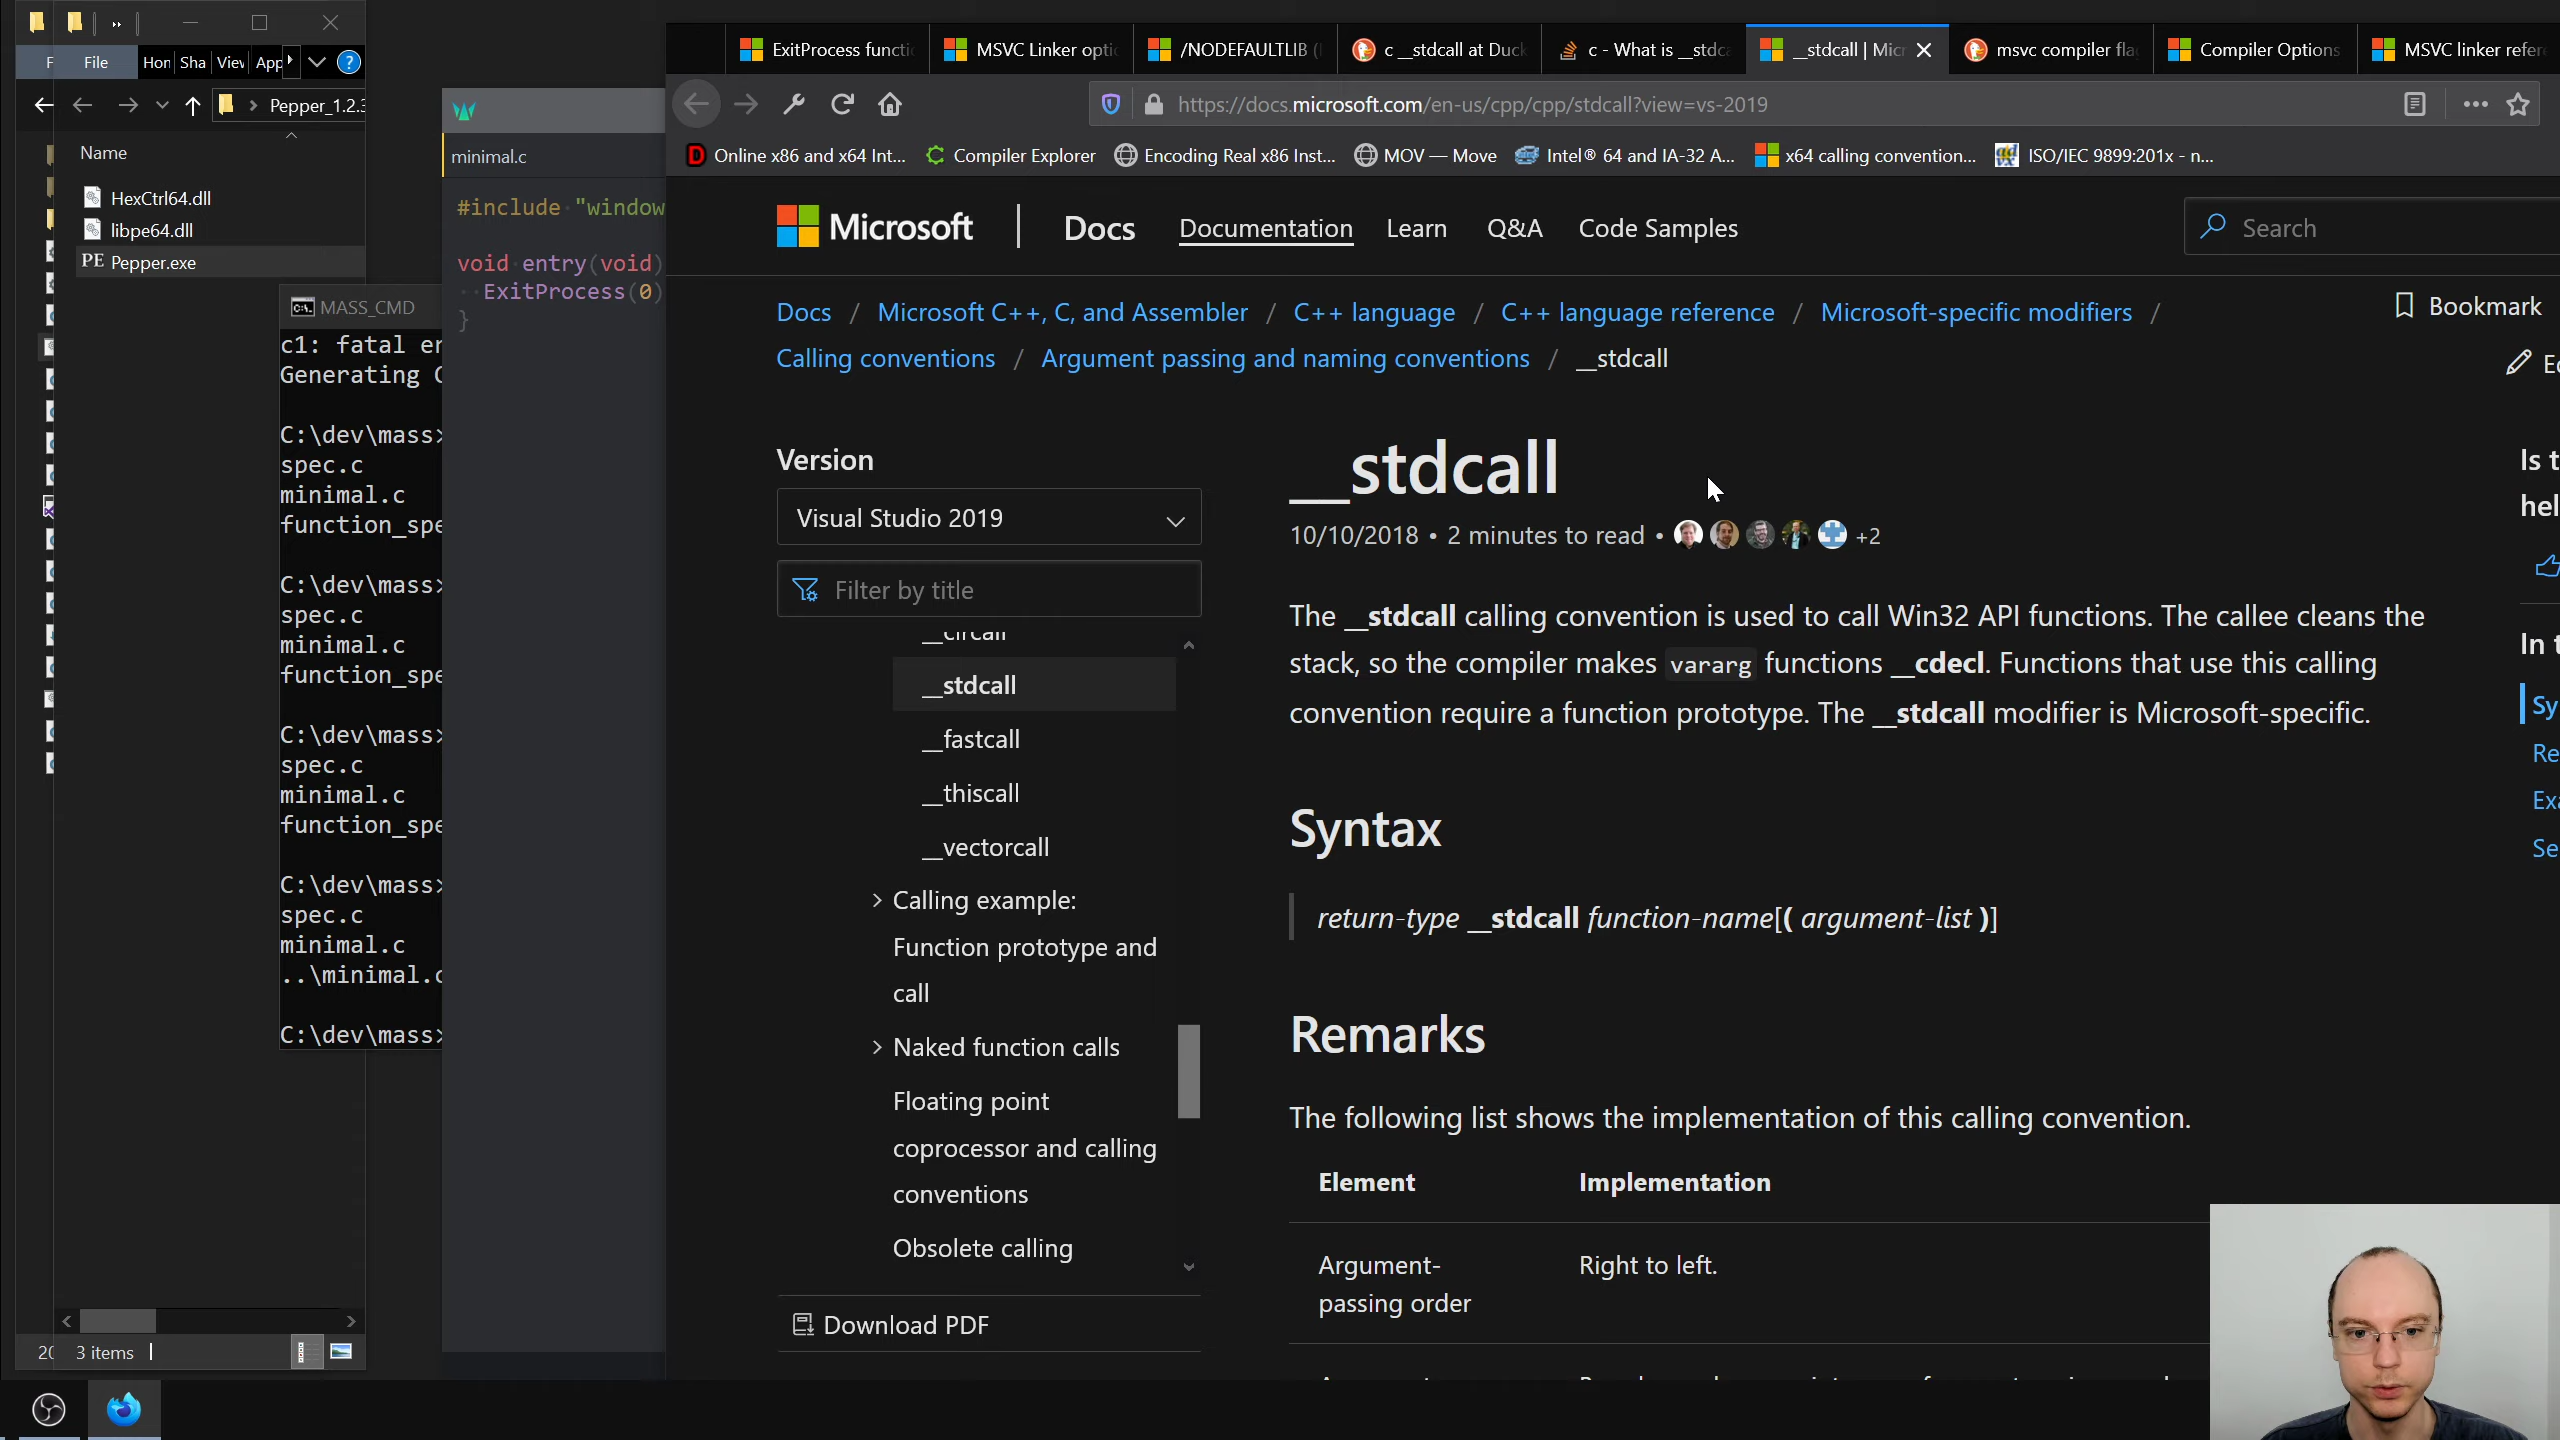 F File Hom Sha Viev App
Pepper_1.2.3
Name
HexCtrl64.dll
libpe64.dll
PE Pepper.exe
3 items
MASS_CMD
c1: fatal er
Generating C
C:\dev\mass>
spec.c
minimal.c
function_spe
C:\dev\mass>
spec.c
minimal.c
function_spe
C:\dev\mass>
spec.c
minimal.c
function_spe
C:\dev\mass>
spec.c
minimal.c
..\minimal.c
C:\dev\mass>
minimal.c
#include "window
void entry(void)
ExitProcess(0)
}
ExitProcess functi
MSVC Linker optic
/NODEFAULTLIB (
c __stdcall at Duck
c - What is __stdca
__stdcall | Micr
msvc compiler fla
Compiler Options
MSVC linker refer
https://docs.microsoft.com/en-us/cpp/cpp/stdcall?view=vs-2019
Online x86 and x64 Int...
Compiler Explorer
Encoding Real x86 Inst...
MOV — Move
Intel® 64 and IA-32 A...
x64 calling convention...
ISO/IEC 9899:201x - n...
Microsoft
Docs Documentation Learn Q&A Code Samples
Search
Docs / Microsoft C++, C, and Assembler / C++ language / C++ language reference / Microsoft-specific modifiers /
Calling conventions / Argument passing and naming conventions / __stdcall
Bookmark
Version
Visual Studio 2019
Filter by title
__clrcall
__stdcall
__fastcall
__thiscall
__vectorcall
Calling example:
Function prototype and
call
Naked function calls
Floating point
coprocessor and calling
conventions
Obsolete calling
Download PDF
__stdcall
10/10/2018 • 2 minutes to read • +2
The __stdcall calling convention is used to call Win32 API functions. The callee cleans the
stack, so the compiler makes vararg functions __cdecl. Functions that use this calling
convention require a function prototype. The __stdcall modifier is Microsoft-specific.
Syntax
return-type __stdcall function-name[( argument-list )]
Remarks
The following list shows the implementation of this calling convention.
Element Implementation
Argument-
passing order
Right to left.
Is t
hel
In t
Sy
Re
Exa
Se